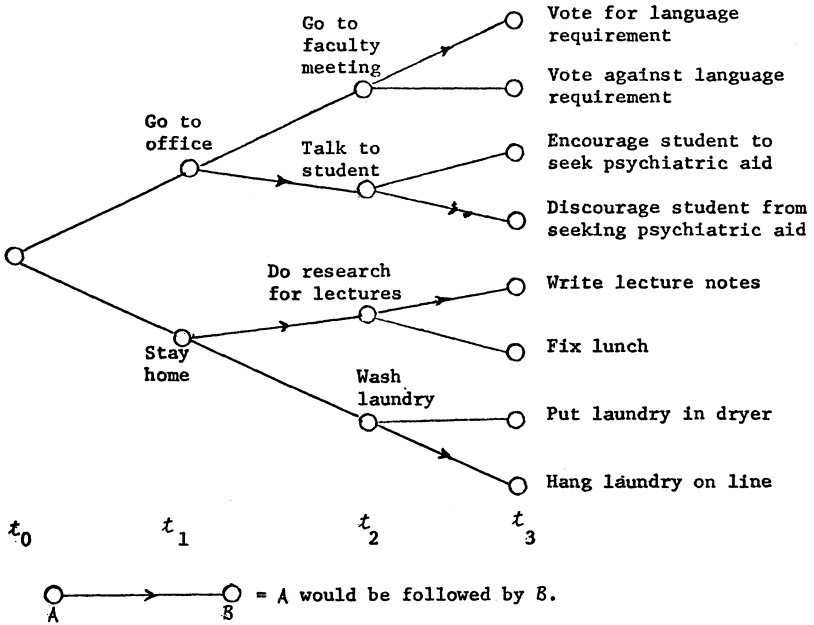 Go to
faculty
meeting
Vote for language
requirement
Vote against language
requirement
Go to
office
Talk to
student
Encourage student to
seek psychiatric aid
Discourage student from
seeking psychiatric aid
Do research
for lectures
Write lecture notes
Stay
home
Fix lunch
Wash
laundry
Put laundry in dryer
Hang laundry on line
t0 t1 t2 t3
A B = A would be followed by B.